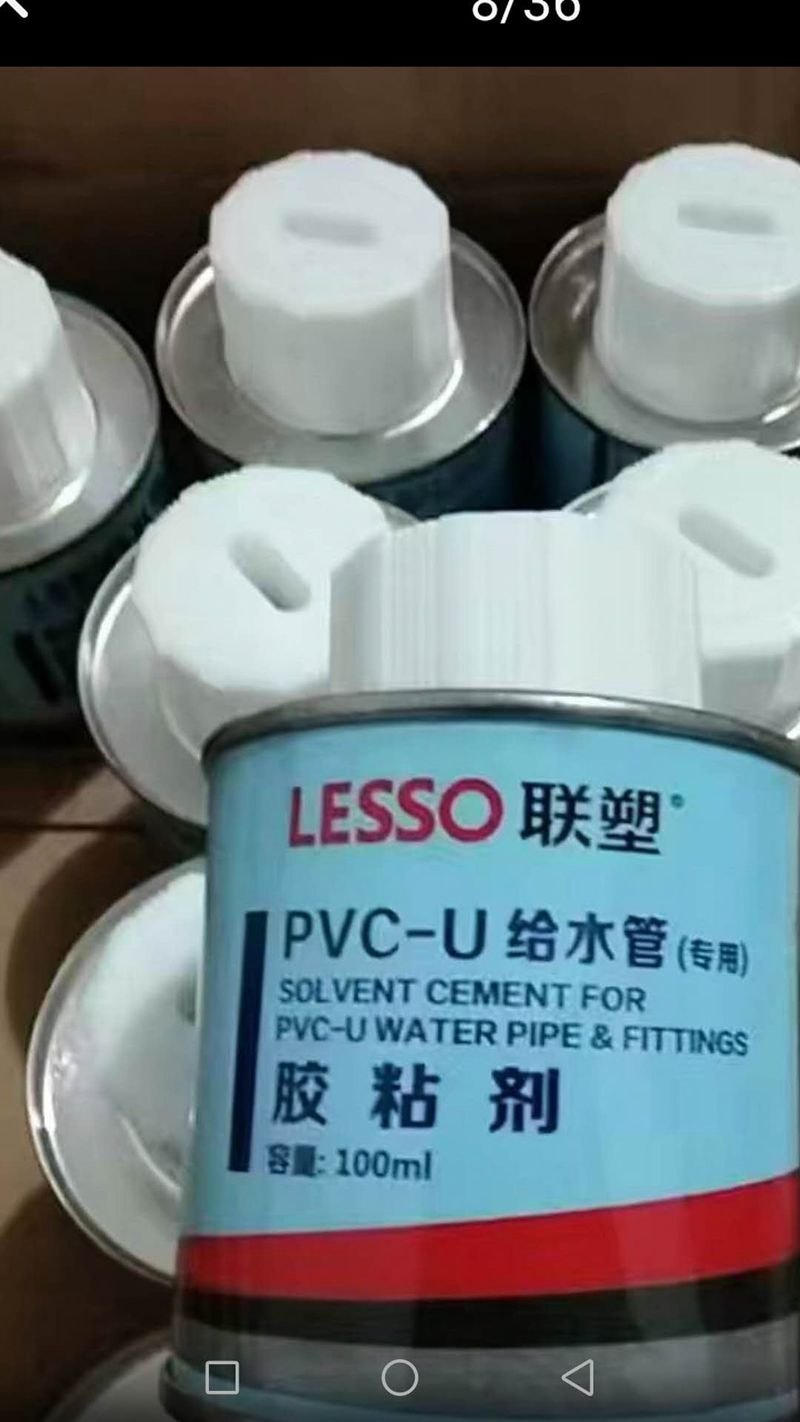 8/36
LESSO 联塑®
PVC-U 给水管(专用)
SOLVENT CEMENT FOR
PVC-U WATER PIPE & FITTINGS
胶粘剂
容量: 100ml